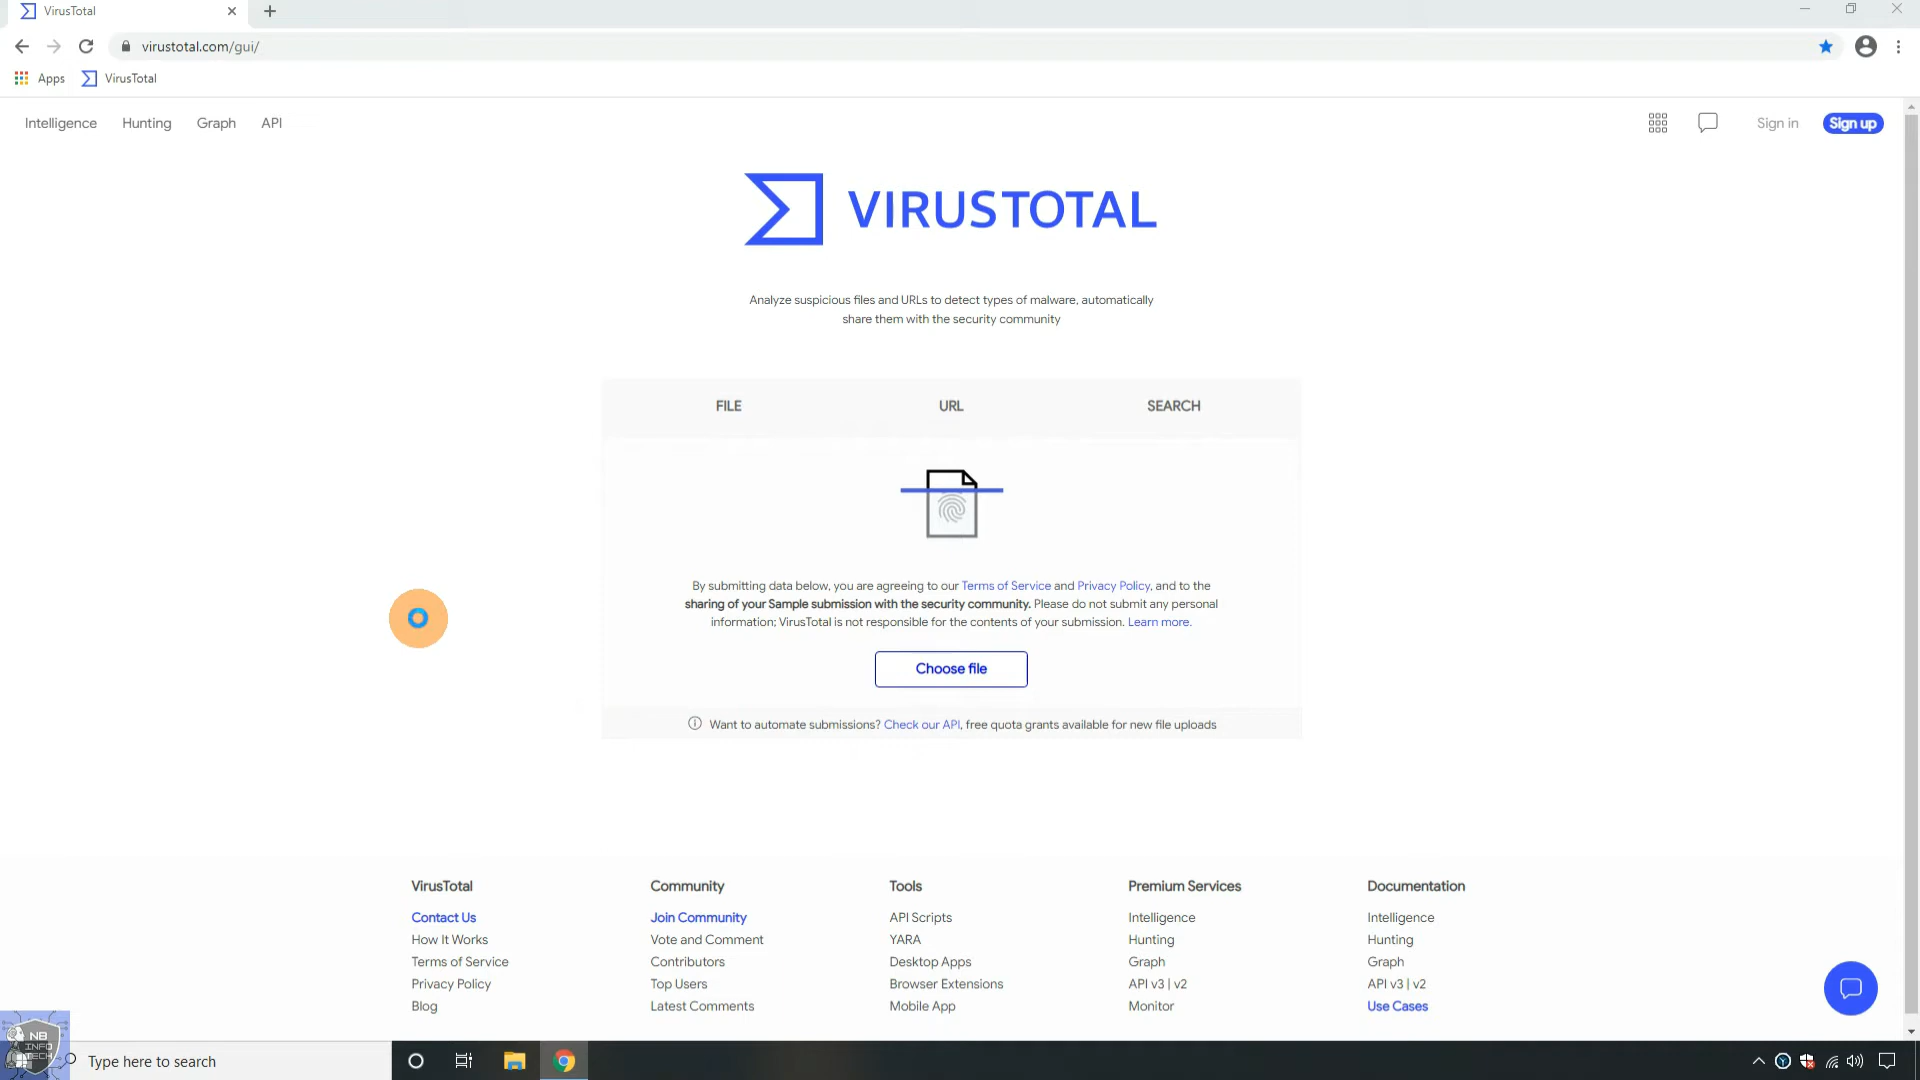 VirusTotal
virustotal.com/gui/
Apps VirusTotal
Intelligence Hunting Graph API
Sign in Sign up
VIRUSTOTAL
Analyze suspicious files and URLs to detect types of malware, automatically
share them with the security community
FILE URL SEARCH
By submitting data below, you are agreeing to our Terms of Service and Privacy Policy, and to the
sharing of your Sample submission with the security community. Please do not submit any personal
information; VirusTotal is not responsible for the contents of your submission. Learn more.
Choose file
Want to automate submissions? Check our API, free quota grants available for new file uploads
VirusTotal
Contact Us
How It Works
Terms of Service
Privacy Policy
Blog
Community
Join Community
Vote and Comment
Contributors
Top Users
Latest Comments
Tools
API Scripts
YARA
Desktop Apps
Browser Extensions
Mobile App
Premium Services
Intelligence
Hunting
Graph
API v3 | v2
Monitor
Documentation
Intelligence
Hunting
Graph
API v3 | v2
Use Cases
NB
INFO
TECH
Type here to search